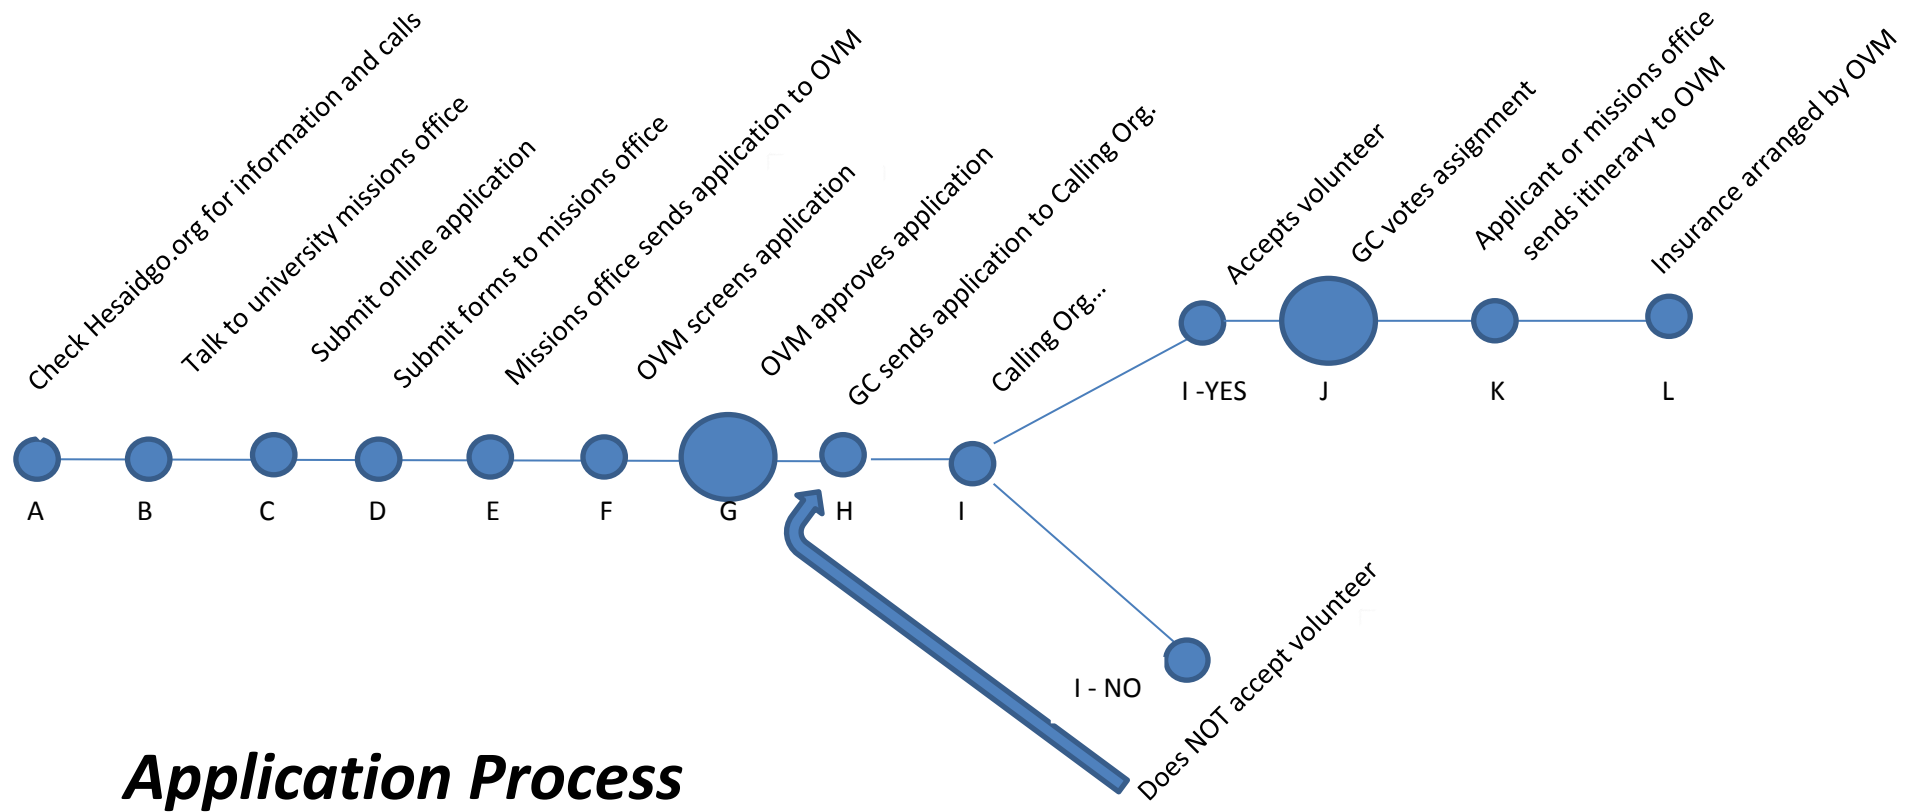 Check Hesaidgo.org for information and calls
Talk to university missions office
Submit online application
Submit forms to missions office
Missions office sends application to OVM
OVM screens application
OVM approves application
GC sends application to Calling Org.
Calling Org...
Accepts volunteer
GC votes assignment
Applicant or missions office
sends itinerary to OVM
Insurance arranged by OVM
I -YES
J
K
L
A
B
C
D
E
F
G
H
I
I - NO
Does NOT accept volunteer
Application Process